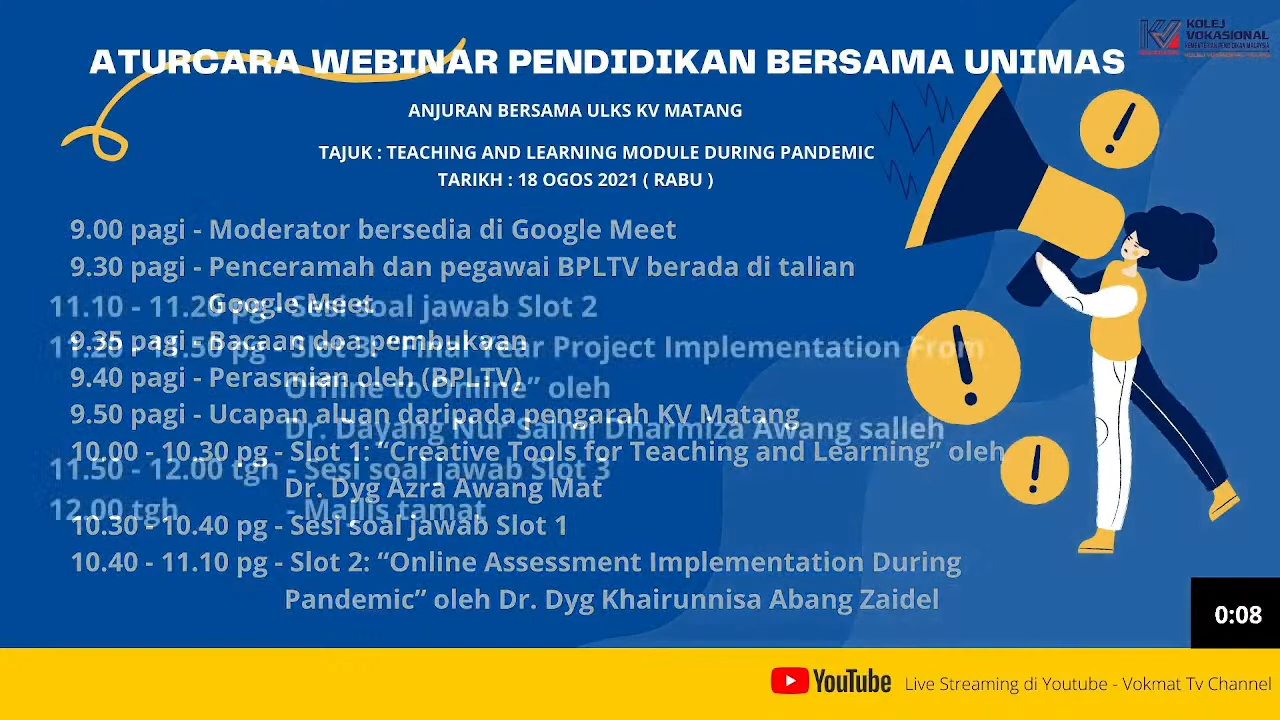 KOLEJ
VOKASIONAL
KEMENTERIAN PENDIDIKAN MALAYSIA
ATURCARA WEBINAR PENDIDIKAN BERSAMA UNIMAS
ANJURAN BERSAMA ULKS KV MATANG
TAJUK : TEACHING AND LEARNING MODULE DURING PANDEMIC
TARIKH : 18 OGOS 2021 ( RABU )
9.00 pagi - Moderator bersedia di Google Meet
9.30 pagi - Penceramah dan pegawai BPLTV berada di talian
Google Meet
9.35 pagi - Bacaan doa pembukaan
9.40 pagi - Perasmian oleh (BPLTV)
9.50 pagi - Ucapan aluan daripada pengarah KV Matang
10.00 - 10.30 pg - Slot 1: “Creative Tools for Teaching and Learning” oleh
Dr. Dyg Azra Awang Mat
10.30 - 10.40 pg - Sesi soal jawab Slot 1
10.40 - 11.10 pg - Slot 2: “Online Assessment Implementation During
Pandemic” oleh Dr. Dyg Khairunnisa Abang Zaidel
11.10 - 11.20 pg - Sesi soal jawab Slot 2
11.20 - 11.50 pg - Slot 3: Year Project Implementation From
to Online” oleh
Dr. Dayang Nur Salmi Dharmiza Awang salleh
11.50 - 12.00 tgh - Sesi soal jawab Slot 3
12.00 tgh - Majlis tamat
0:08
YouTube
Live Streaming di Youtube - Vokmat Tv Channel